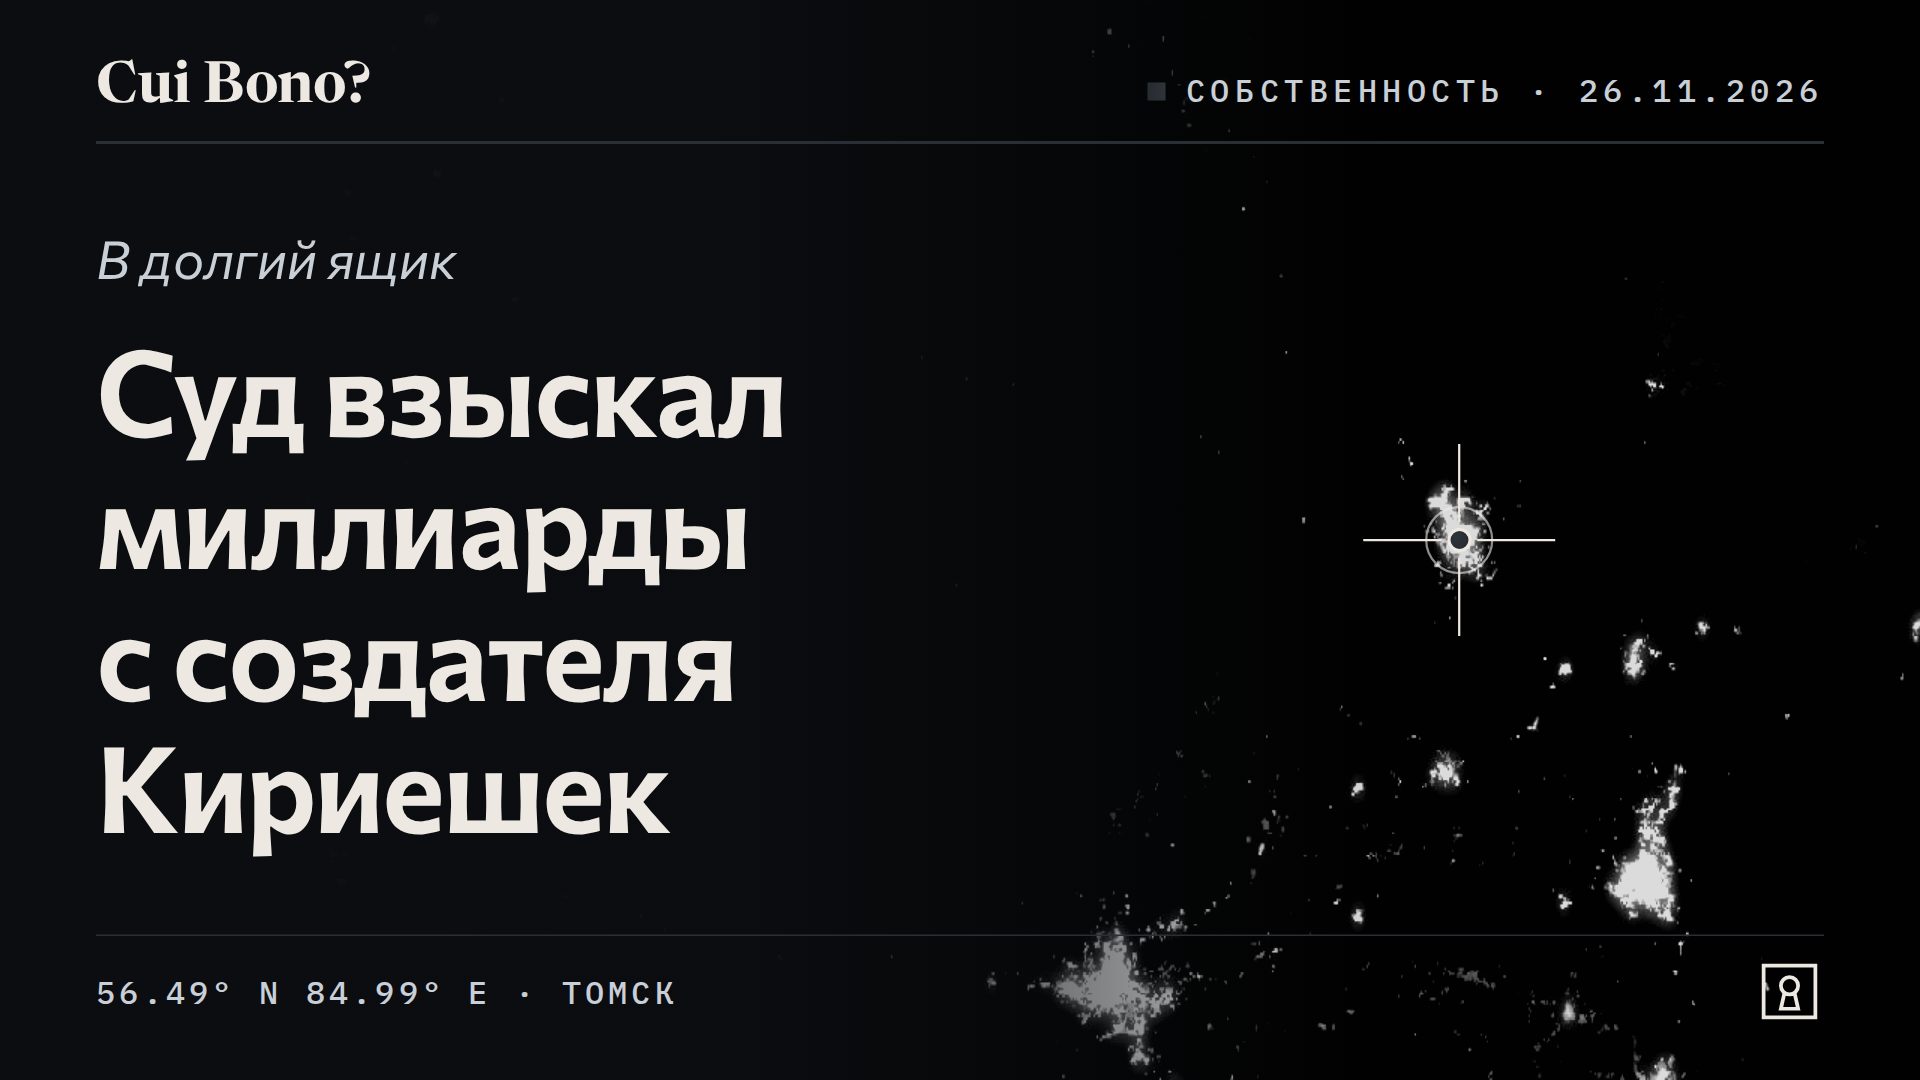 Cui Bono?
СОБСТВЕННОСТЬ · 26.11.2026
В долгий ящик
Суд взыскал
миллиарды
с создателя
Кириешек
56.49° N 84.99° E · ТОМСК